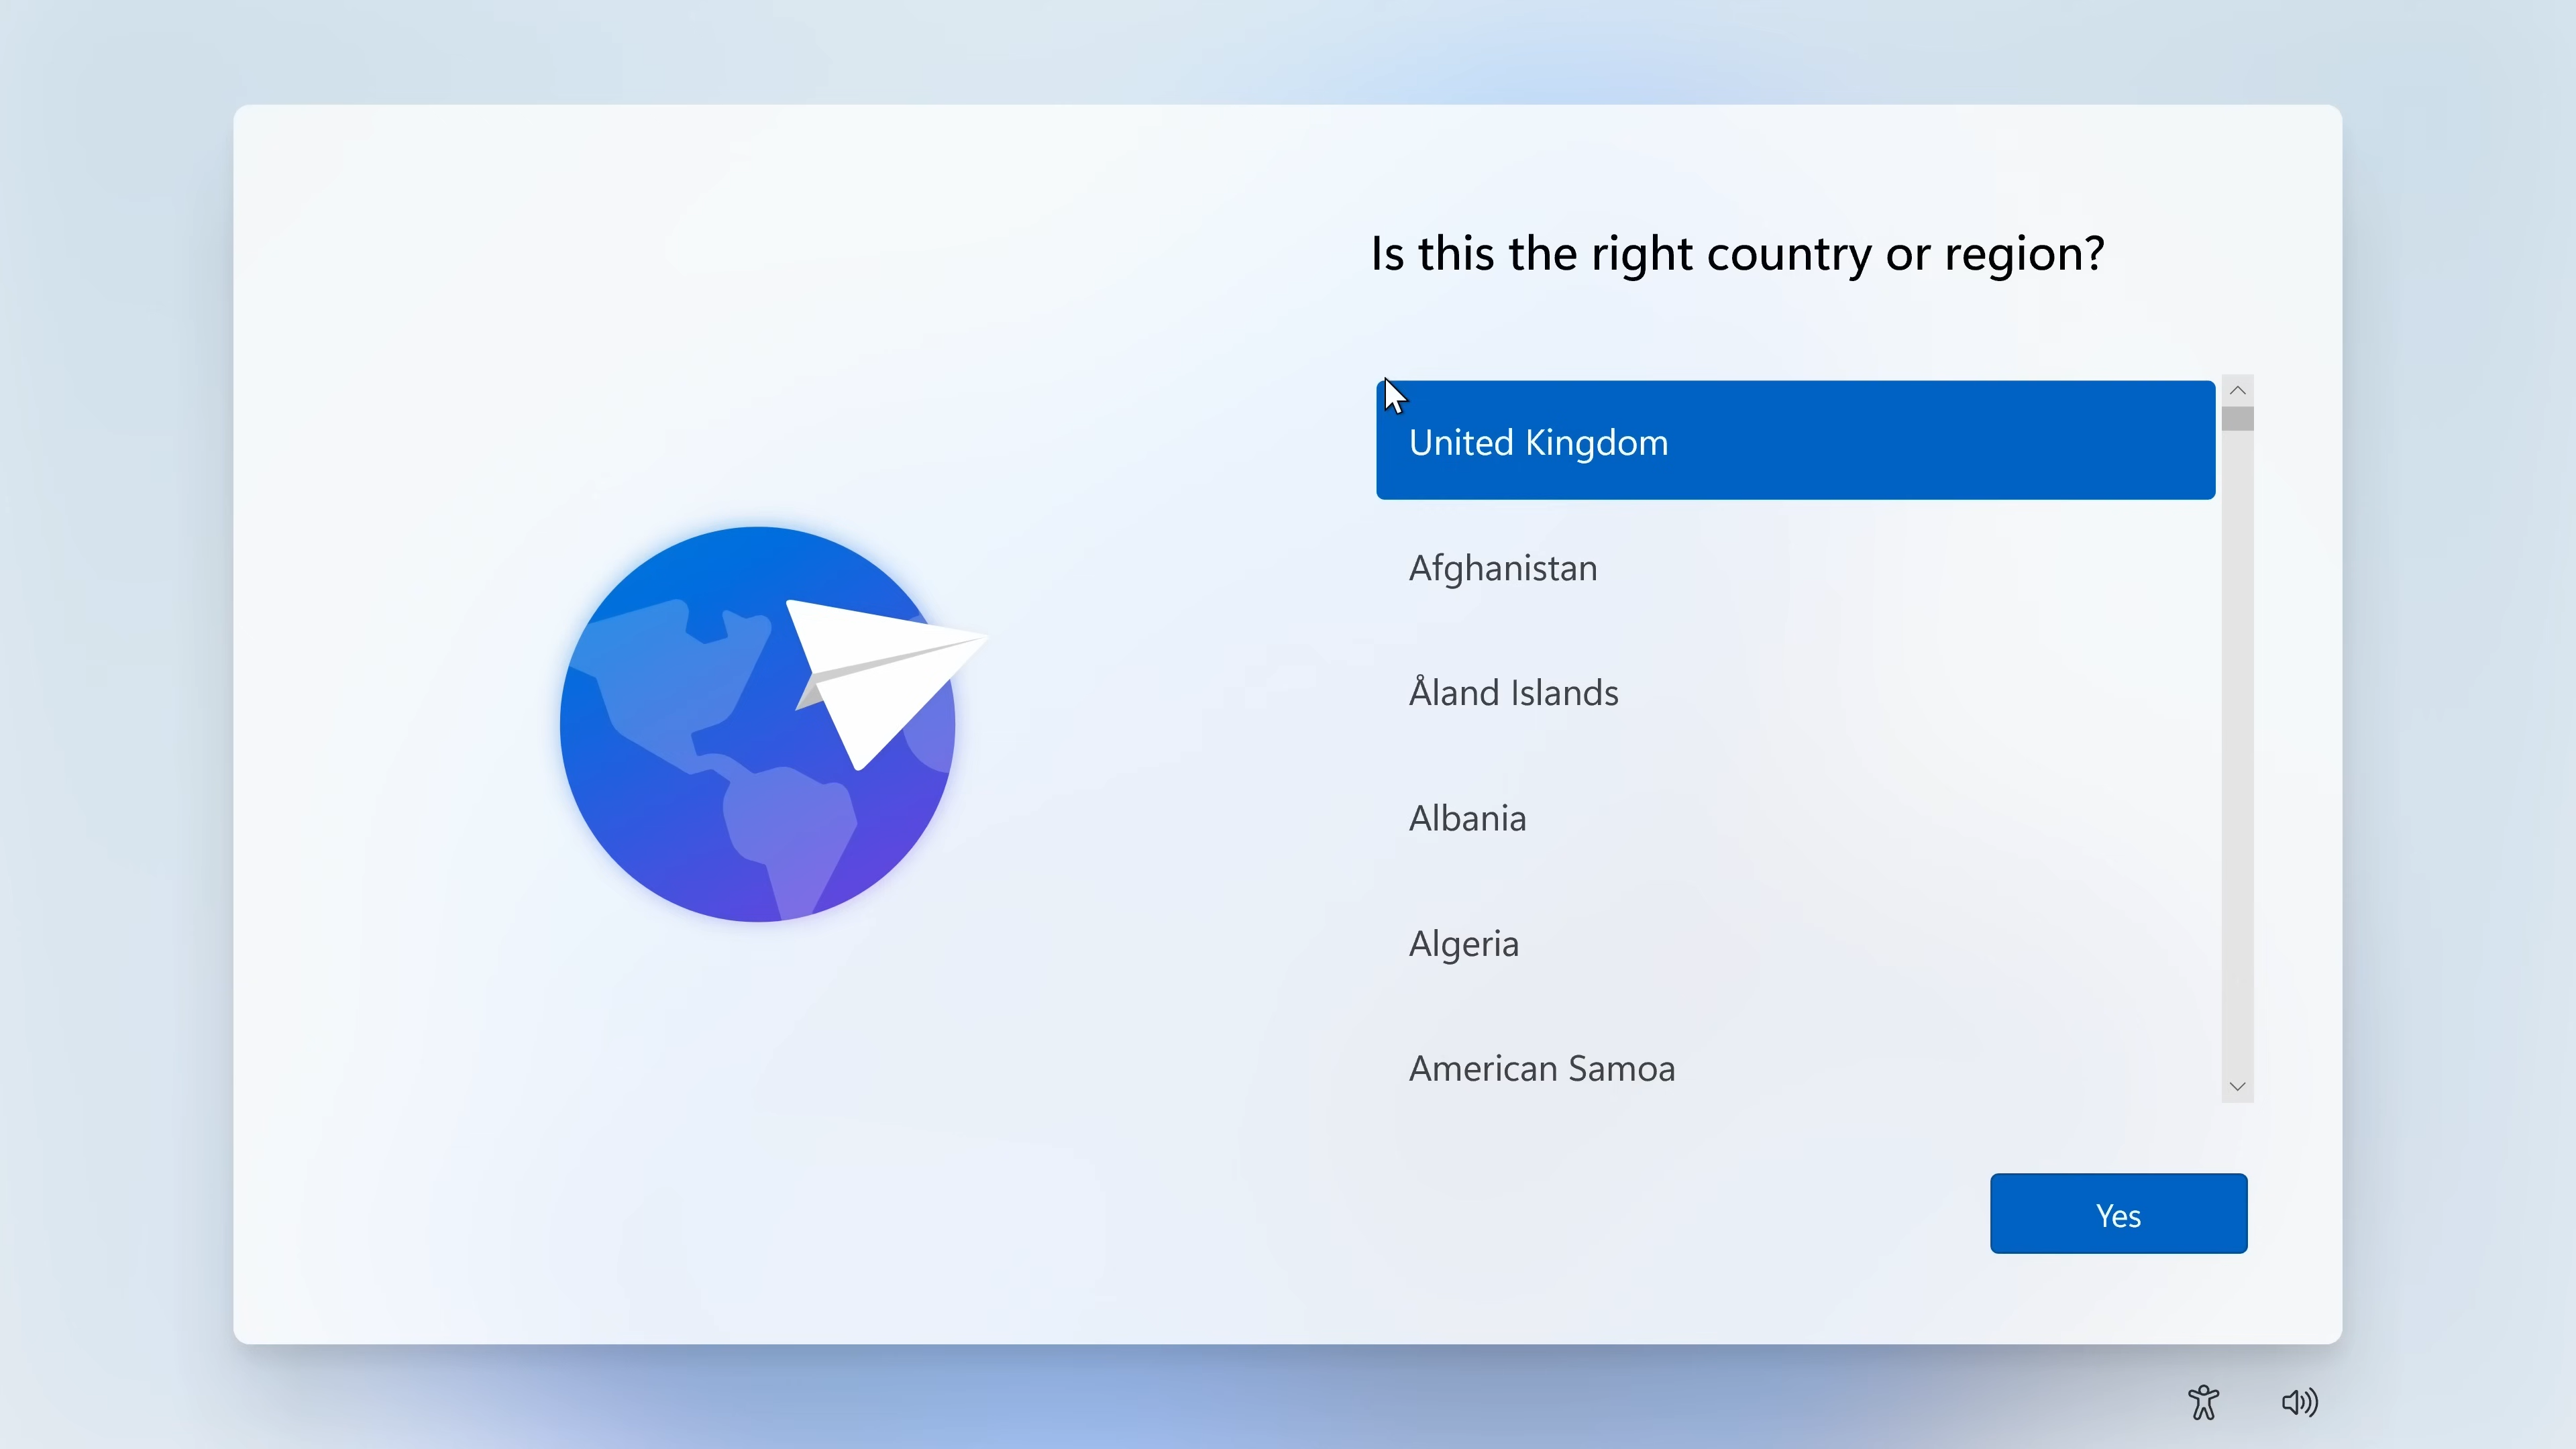 Is this the right country or region?
United Kingdom
Afghanistan
Åland Islands
Albania
Algeria
American Samoa
Yes